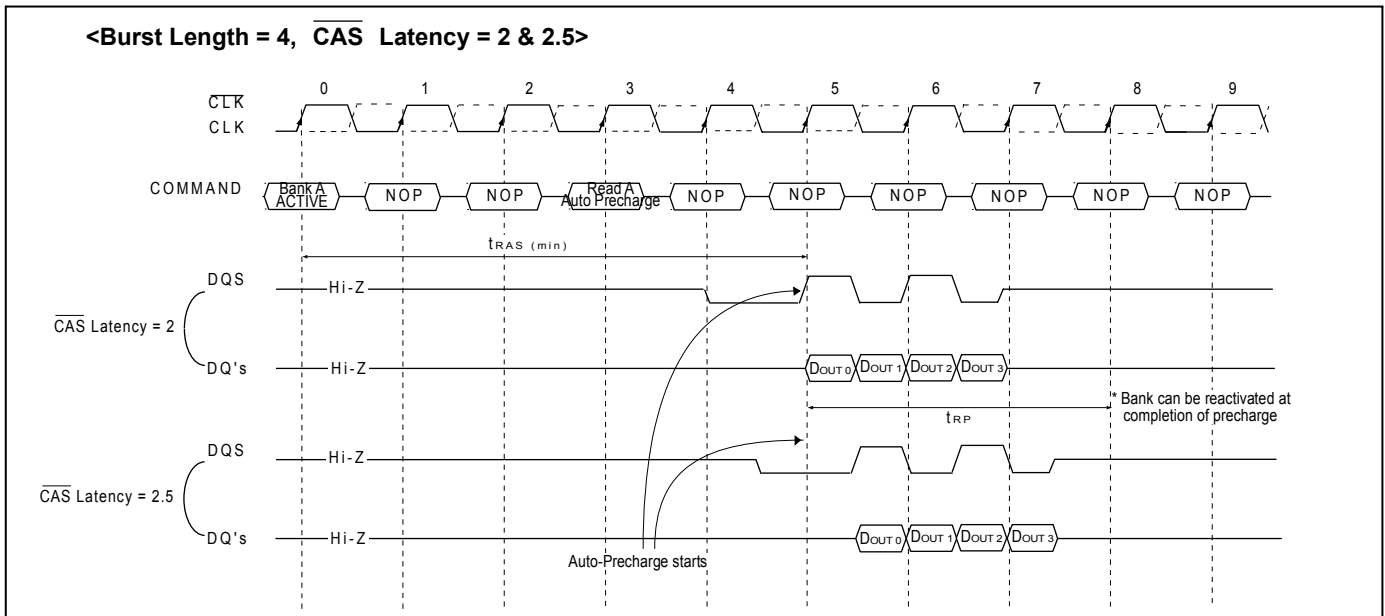 <Burst Length = 4, CAS Latency = 2 & 2.5>
0 1 2 3 4 5 6 7 8 9
CLK
CLK
COMMAND
Bank A
ACTIVE
NOP
NOP
Read A
Auto Precharge
NOP
NOP
NOP
NOP
NOP
NOP
tRAS (min)
DQS
Hi-Z
CAS Latency = 2
DQ's
Hi-Z
DOUT 0 DOUT 1 DOUT 2 DOUT 3
tRP
* Bank can be reactivated at
completion of precharge
DQS
Hi-Z
CAS Latency = 2.5
DQ's
Hi-Z
DOUT 0 DOUT 1 DOUT 2 DOUT 3
Auto-Precharge starts